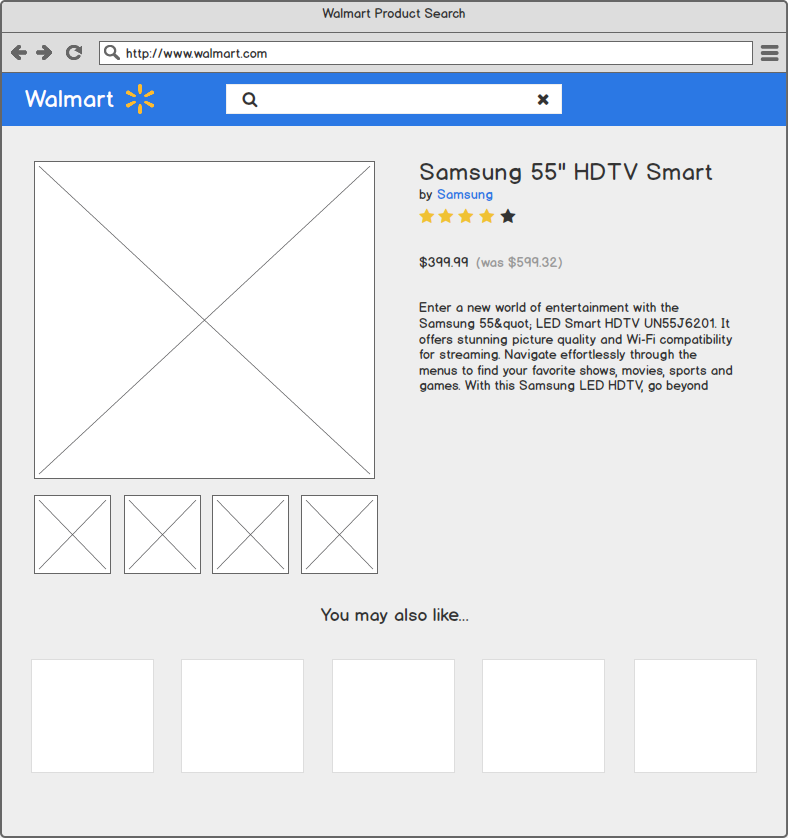 Walmart Product Search
http://www.walmart.com
Walmart
Samsung 55" HDTV Smart
by Samsung
$399.99 (was $599.32)
Enter a new world of entertainment with the
Samsung 55&quot; LED Smart HDTV UN55J6201. It
offers stunning picture quality and Wi-Fi compatibility
for streaming. Navigate effortlessly through the
menus to find your favorite shows, movies, sports and
games. With this Samsung LED HDTV, go beyond
You may also like...